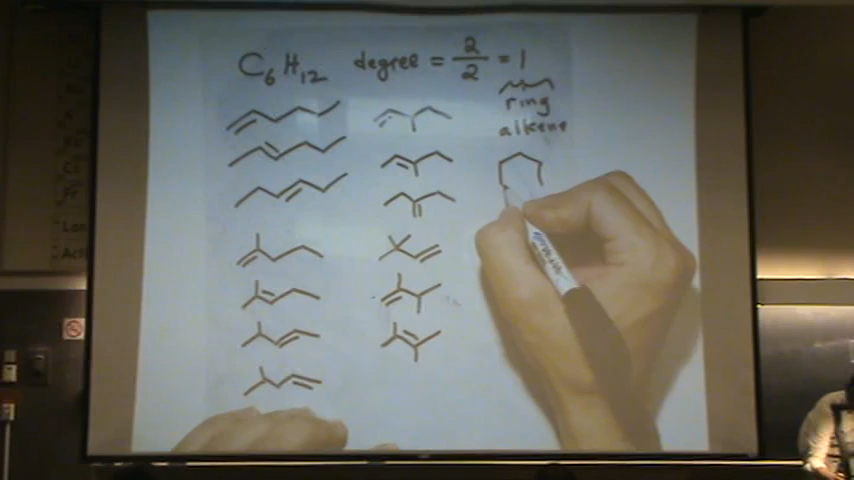 C₆H₁₂ degree = 2/2 = 1
ring
alkene